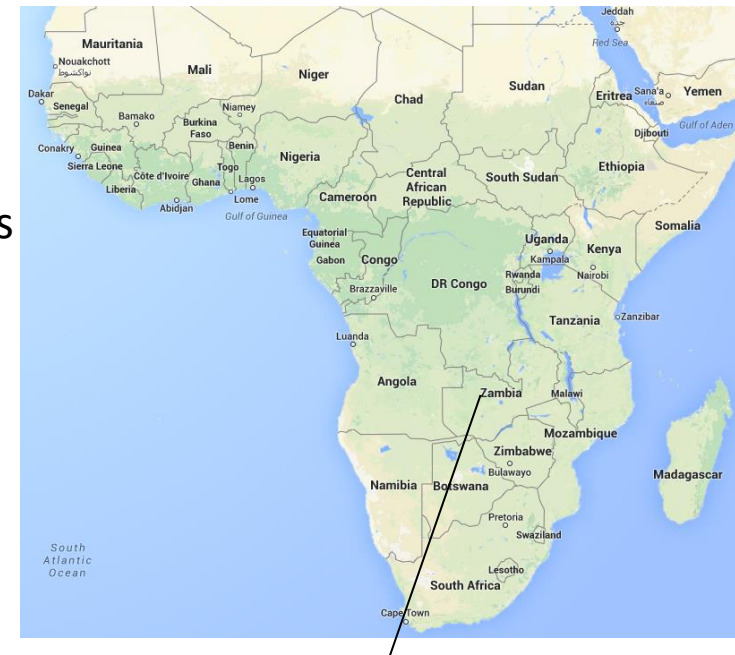 Jeddah
جدة
Red Sea
Mauritania
Nouakchott
نواكشوط
Mali
Niger
Chad
Sudan
Eritrea
Sana'a
صنعاء
Yemen
Dakar
Senegal
Bamako
Burkina
Faso
Niamey
Djibouti
Gulf of Aden
Conakry
Guinea
Sierra Leone
Liberia
Côte d'Ivoire
Ghana
Togo
Benin
Lagos
Nigeria
Abidjan
Lome
Gulf of Guinea
Cameroon
Central
African
Republic
South Sudan
Ethiopia
Somalia
s
Equatorial
Guinea
Gabon
Congo
Brazzaville
DR Congo
Uganda
Kampala
Kenya
Nairobi
Rwanda
Burundi
Tanzania
Zanzibar
Luanda
Angola
Zambia
Malawi
Mozambique
Zimbabwe
Bulawayo
Madagascar
Namibia
Botswana
Pretoria
Swaziland
Lesotho
South Africa
Cape Town
South
Atlantic
Ocean